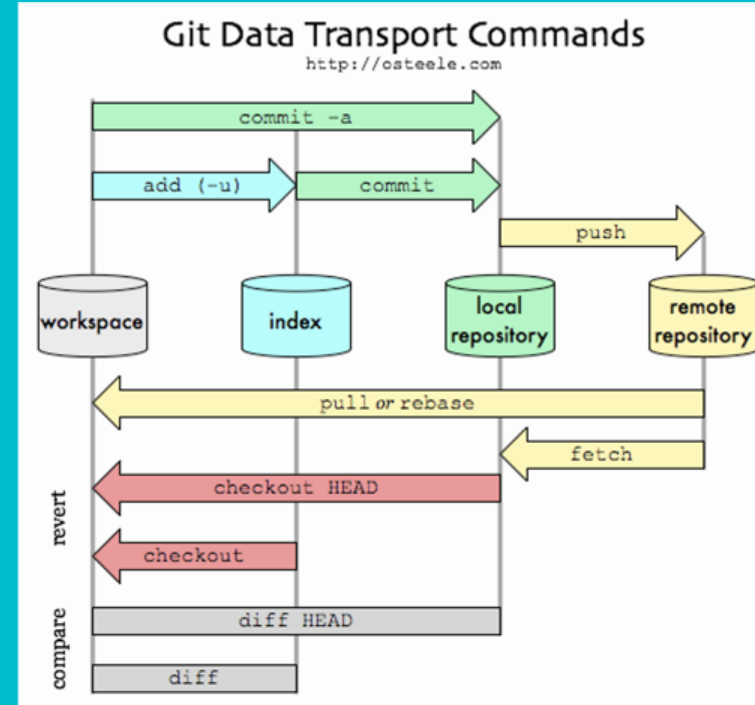 Git Data Transport Commands
http://osteele.com
commit -a
add (-u)
commit
push
workspace
index
local
repository
remote
repository
pull or rebase
fetch
revert
checkout HEAD
checkout
compare
diff HEAD
diff